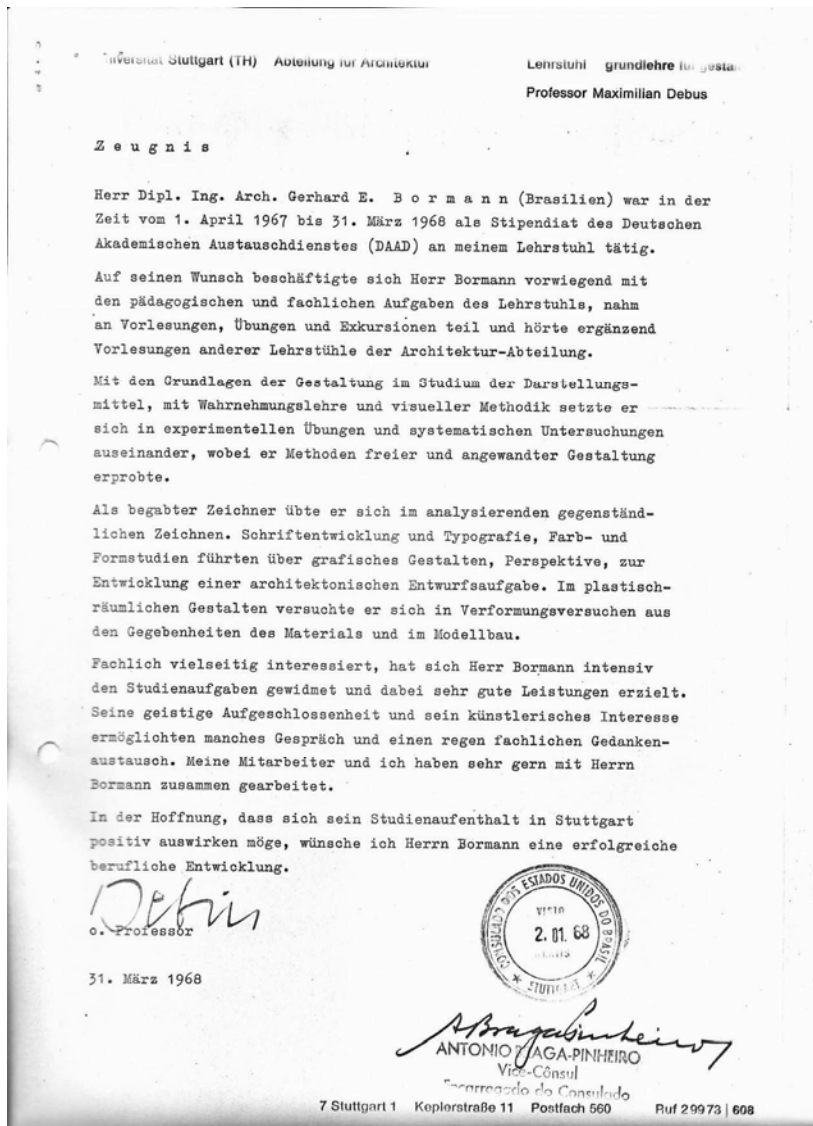 Universität Stuttgart (TH) Abteilung für Architektur
Lehrstuhl grundlehre für gesta
Professor Maximilian Debus
Zeugnis
Herr Dipl. Ing. Arch. Gerhard E. Bormann (Brasilien) war in der
Zeit vom 1. April 1967 bis 31. März 1968 als Stipendiat des Deutschen
Akademischen Austauschdienstes (DAAD) an meinem Lehrstuhl tätig.
Auf seinen Wunsch beschäftigte sich Herr Bormann vorwiegend mit
den pädagogischen und fachlichen Aufgaben des Lehrstuhls, nahm
an Vorlesungen, Übungen und Exkursionen teil und hörte ergänzend
Vorlesungen anderer Lehrstühle der Architektur-Abteilung.
Mit den Grundlagen der Gestaltung im Studium der Darstellungs-
mittel, mit Wahrnehmungslehre und visueller Methodik setzte er
sich in experimentellen Übungen und systematischen Untersuchungen
auseinander, wobei er Methoden freier und angewandter Gestaltung
erprobte.
Als begabter Zeichner übte er sich im analysierenden gegenständ-
lichen Zeichnen. Schriftentwicklung und Typografie, Farb- und
Formstudien führten über grafisches Gestalten, Perspektive, zur
Entwicklung einer architektonischen Entwurfsaufgabe. Im plastisch-
räumlichen Gestalten versuchte er sich in Verformungsversuchen aus
den Gegebenheiten des Materials und im Modellbau.
Fachlich vielseitig interessiert, hat sich Herr Bormann intensiv
den Studienaufgaben gewidmet und dabei sehr gute Leistungen erzielt.
Seine geistige Aufgeschlossenheit und sein künstlerisches Interesse
ermöglichten manches Gespräch und einen regen fachlichen Gedanken-
austausch. Meine Mitarbeiter und ich haben sehr gern mit Herrn
Bormann zusammen gearbeitet.
In der Hoffnung, dass sich sein Studienaufenthalt in Stuttgart
positiv auswirken möge, wünsche ich Herrn Bormann eine erfolgreiche
berufliche Entwicklung.
Debus
o. Professor
31. März 1968
CONSULADO DOS ESTADOS UNIDOS DO BRASIL
VISTO
2. 01. 68
STUTTGART
ABragaPinheiro
ANTONIO BRAGA-PINHEIRO
Vice-Cônsul
Encarregado do Consulado
7 Stuttgart 1 Keplerstraße 11 Postfach 560 Ruf 29973 | 608